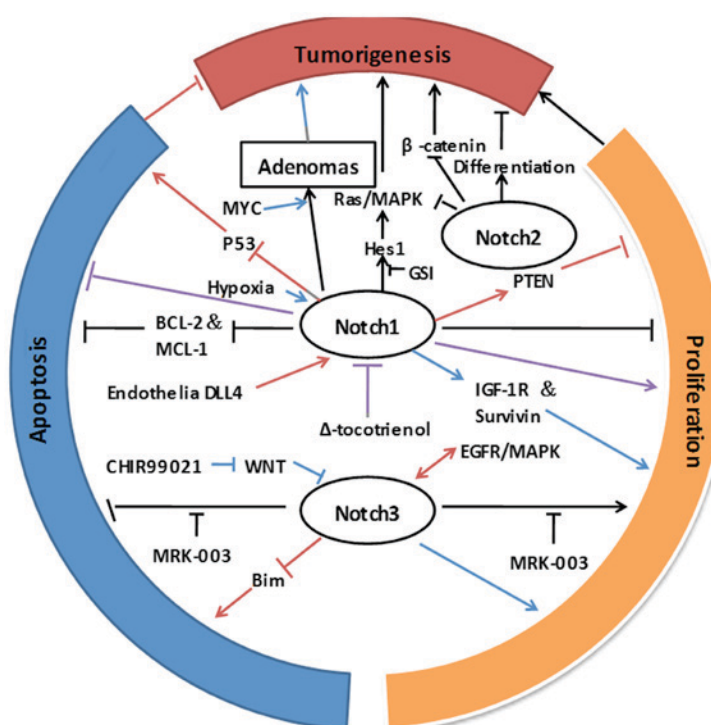 Tumorigenesis
β -catenin
Adenomas
Differentiation
MYC
Ras/MAPK
P53
Hes1
Notch2
GSI
PTEN
Hypoxia
Notch1
BCL-2 &
MCL-1
Apoptosis
Proliferation
Endothelia DLL4
IGF-1R &
Survivin
Δ-tocotrienol
EGFR/MAPK
CHIR99021
WNT
Notch3
MRK-003
MRK-003
Bim